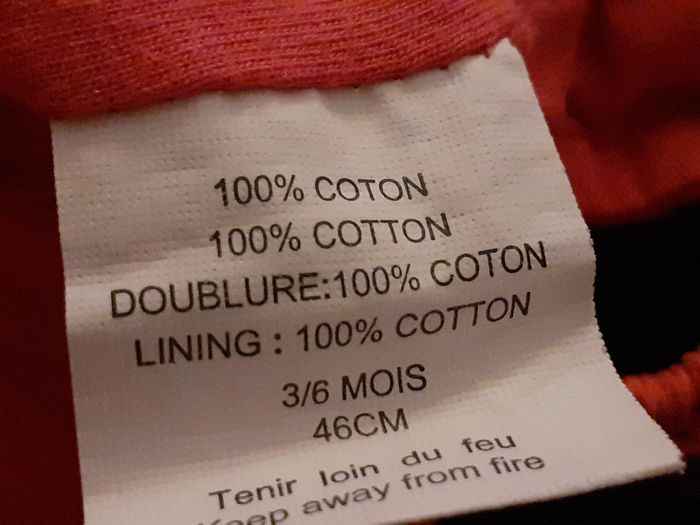 100% COTON
100% COTTON
DOUBLURE:100% COTON
LINING : 100% COTTON
3/6 MOIS
46CM
Tenir loin du feu
Keep away from fire